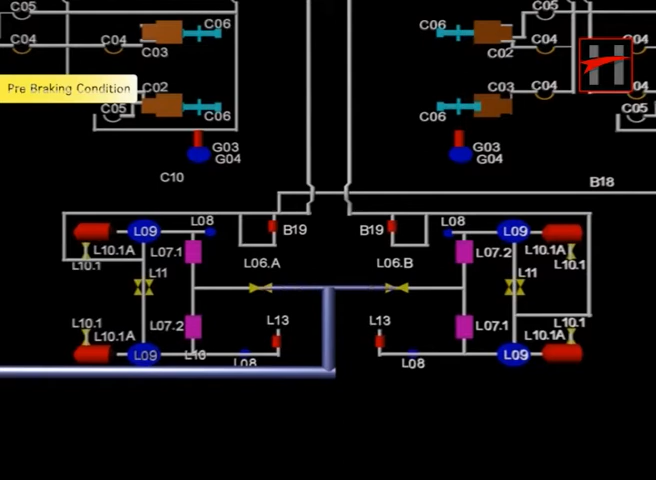 C05 C06 C06 C05
C04 C04 C03 C02 C04 C04
Pre Braking Condition
C02 C03 C04 C04
C05 C06 C06 C05
G03 G03
G04 G04
C10 B18
L09 L08 B19 B19 L08 L09
L10.1 L10.1A L07.1 L07.2 L10.1A L10.1
L11 L06.A L06.B L11
L10.1 L10.1A L07.2 L13 L13 L07.1 L10.1A L10.1
L09 L16 L08 L08 L09